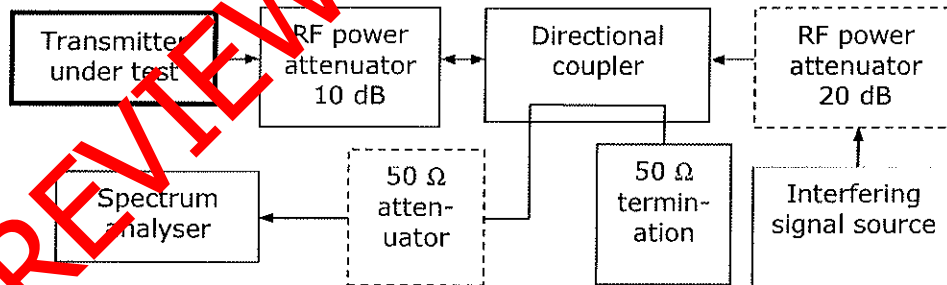 Transmitter
under test
RF power
attenuator
10 dB
Directional
coupler
RF power
attenuator
20 dB
Spectrum
analyser
50 Ω
atten-
uator
50 Ω
termin-
ation
Interfering
signal source
REVIEW